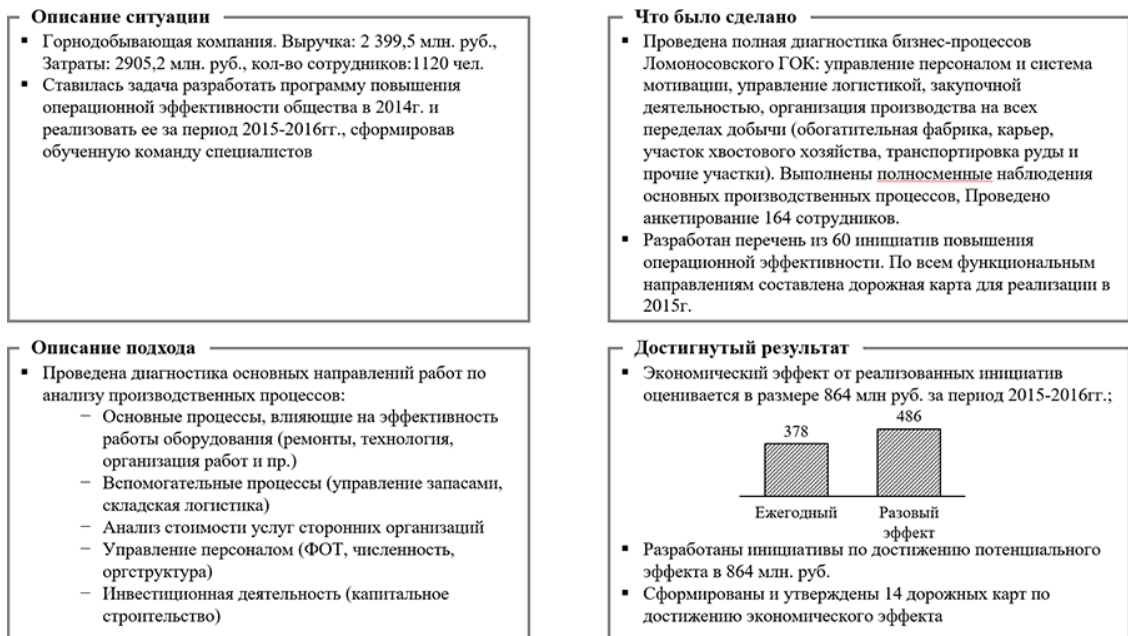 Описание ситуации
▪ Горнодобывающая компания. Выручка: 2 399,5 млн. руб.,
Затраты: 2905,2 млн. руб., кол-во сотрудников:1120 чел.
▪ Ставилась задача разработать программу повышения
операционной эффективности общества в 2014г. и
реализовать ее за период 2015-2016гг., сформировав
обученную команду специалистов
Что было сделано
▪ Проведена полная диагностика бизнес-процессов
Ломоносовского ГОК: управление персоналом и система
мотивации, управление логистикой, закупочной
деятельностью, организация производства на всех
переделах добычи (обогатительная фабрика, карьер,
участок хвостового хозяйства, транспортировка руды и
прочие участки). Выполнены полносменные наблюдения
основных производственных процессов, Проведено
анкетирование 164 сотрудников.
▪ Разработан перечень из 60 инициатив повышения
операционной эффективности. По всем функциональным
направлениям составлена дорожная карта для реализации в
2015г.
Описание подхода
▪ Проведена диагностика основных направлений работ по
анализу производственных процессов:
− Основные процессы, влияющие на эффективность
работы оборудования (ремонты, технология,
организация работ и пр.)
− Вспомогательные процессы (управление запасами,
складская логистика)
− Анализ стоимости услуг сторонних организаций
− Управление персоналом (ФОТ, численность,
оргструктура)
− Инвестиционная деятельность (капитальное
строительство)
Достигнутый результат
▪ Экономический эффект от реализованных инициатив
оценивается в размере 864 млн руб. за период 2015-2016гг.;
378
486
Ежегодный
Разовый
эффект
▪ Разработаны инициативы по достижению потенциального
эффекта в 864 млн. руб.
▪ Сформированы и утверждены 14 дорожных карт по
достижению экономического эффекта